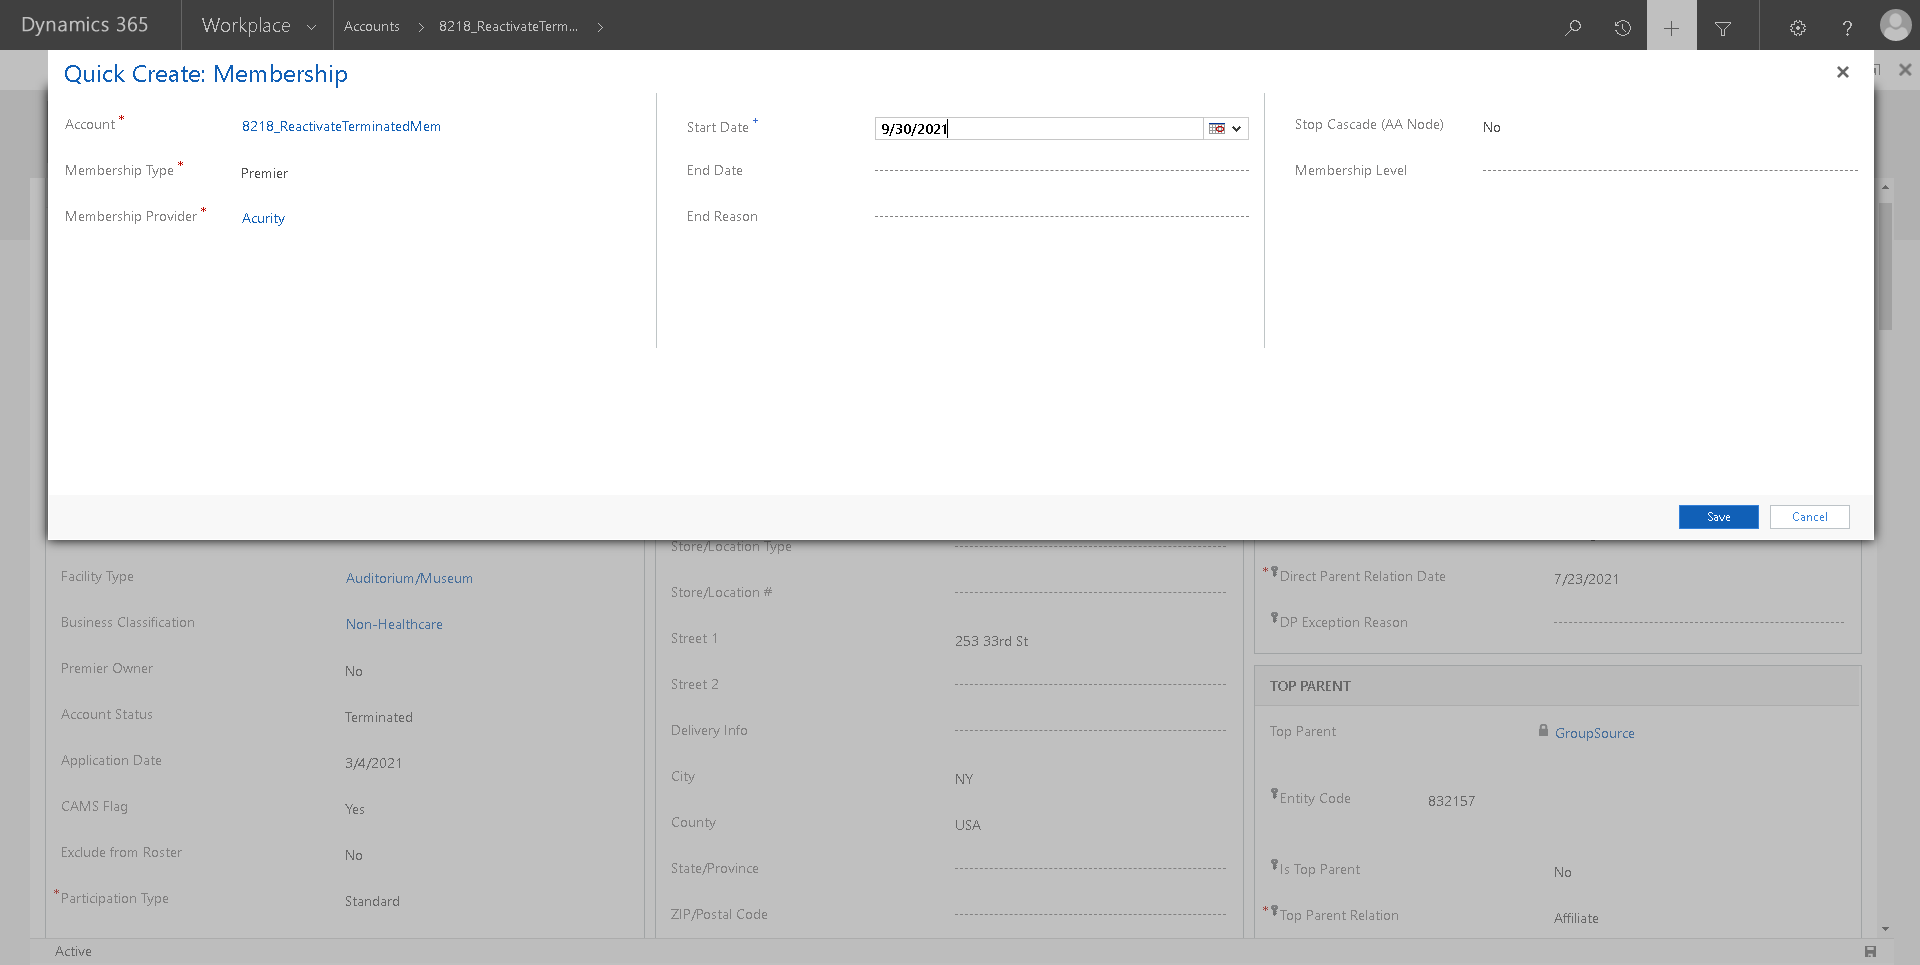 Dynamics 365
Workplace
Accounts
8218_ReactivateTerm...
Quick Create: Membership
Account *
8218_ReactivateTerminatedMem
Membership Type *
Premier
Membership Provider *
Acurity
Start Date +
9/30/2021
End Date
End Reason
Stop Cascade (AA Node)
No
Membership Level
Save
Cancel
Facility Type
Auditorium/Museum
Business Classification
Non-Healthcare
Premier Owner
No
Account Status
Terminated
Application Date
3/4/2021
CAMS Flag
Yes
Exclude from Roster
No
* Participation Type
Standard
Store/Location Type
Store/Location #
Street 1
253 33rd St
Street 2
Delivery Info
City
NY
County
USA
State/Province
ZIP/Postal Code
* Direct Parent Relation Date
7/23/2021
DP Exception Reason
TOP PARENT
Top Parent
GroupSource
Entity Code
832157
Is Top Parent
No
* Top Parent Relation
Affiliate
Active